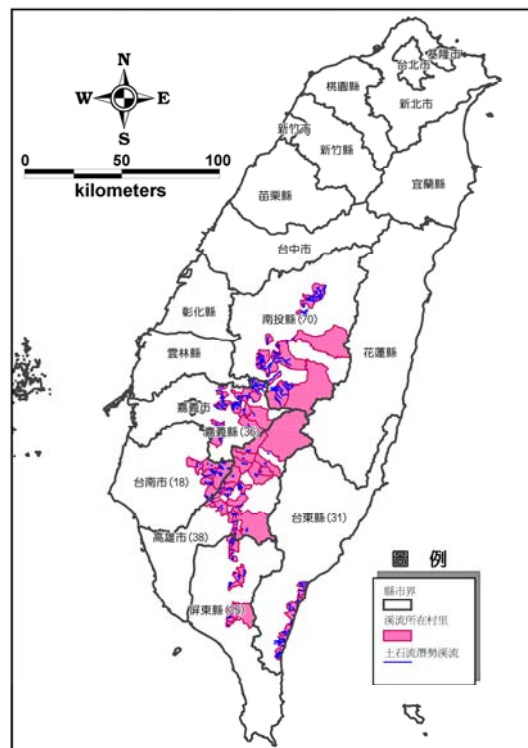 N
W E
S
0 50 100
kilometers
基隆市
台北市
桃園縣
新北市
新竹市
新竹縣
宜蘭縣
苗栗縣
台中市
彰化縣
南投縣(70)
花蓮縣
雲林縣
嘉義市
嘉義縣(36)
台南市(18)
台東縣(31)
高雄市(38)
屏東縣
圖 例
縣市界
溪流所在村里
土石流潛勢溪流